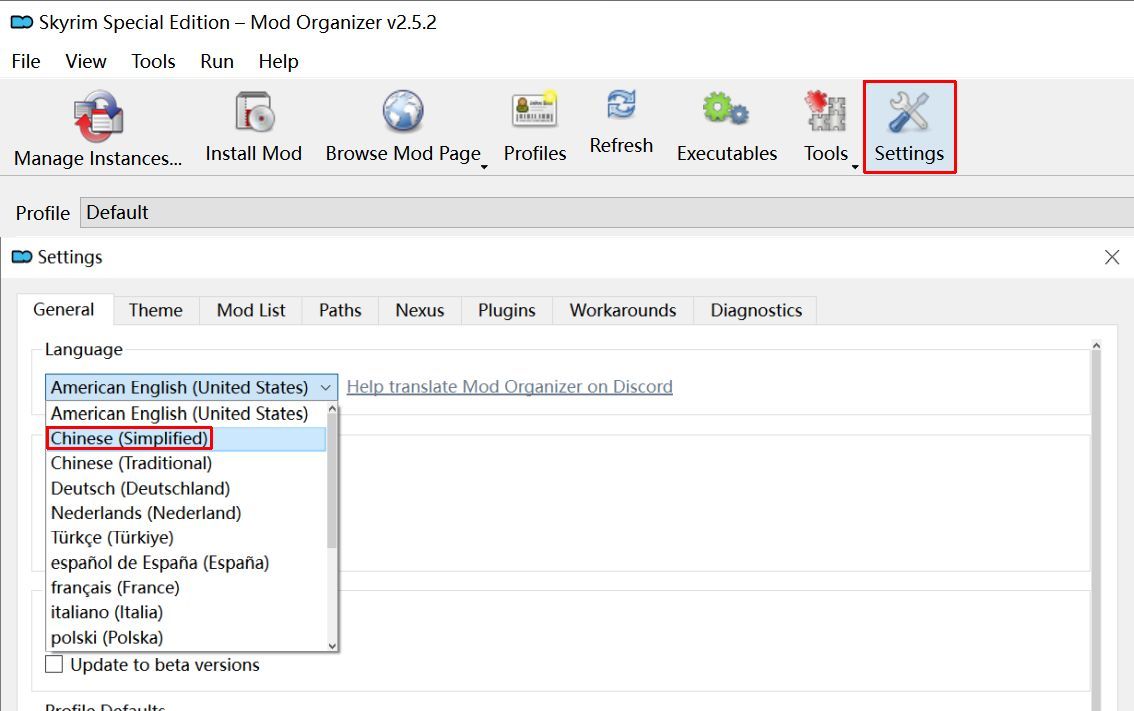 Skyrim Special Edition – Mod Organizer v2.5.2
File View Tools Run Help
Manage Instances... Install Mod Browse Mod Page Profiles Refresh Executables Tools Settings
Profile Default
Settings
General Theme Mod List Paths Nexus Plugins Workarounds Diagnostics
Language
American English (United States) Help translate Mod Organizer on Discord
American English (United States)
Chinese (Simplified)
Chinese (Traditional)
Deutsch (Deutschland)
Nederlands (Nederland)
Türkçe (Türkiye)
español de España (España)
français (France)
italiano (Italia)
polski (Polska)
Update to beta versions
Profile Defaults